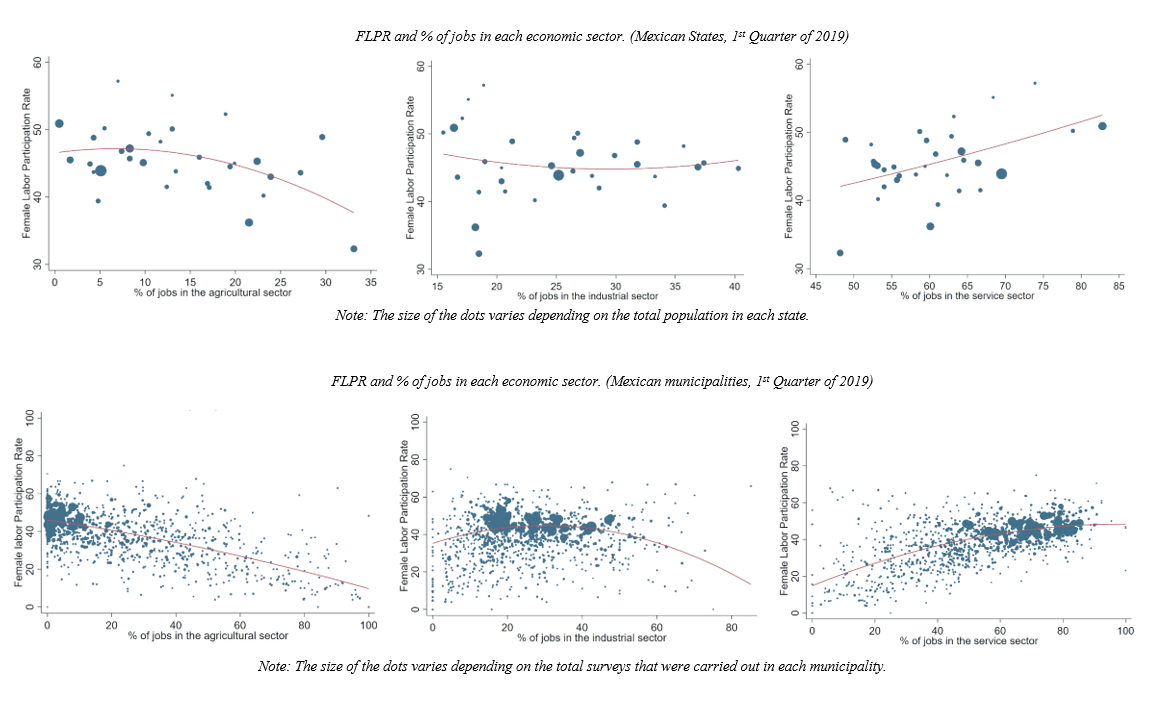 FLPR and % of jobs in each economic sector. (Mexican States, 1st Quarter of 2019)
Female Labor Participation Rate
60
50
40
30
0 5 10 15 20 25 30 35
% of jobs in the agricultural sector
Female Labor Participation Rate
60
50
40
30
15 20 25 30 35 40
% of jobs in the industrial sector
Female Labor Participation Rate
60
50
40
30
45 50 55 60 65 70 75 80 85
% of jobs in the service sector
Note: The size of the dots varies depending on the total population in each state.
FLPR and % of jobs in each economic sector. (Mexican municipalities, 1st Quarter of 2019)
Female Labor Participation Rate
100
80
60
40
20
0
0 20 40 60 80 100
% of jobs in the agricultural sector
Female Labor Participation Rate
100
80
60
40
20
0
0 20 40 60 80
% of jobs in the industrial sector
Female Labor Participation Rate
100
80
60
40
20
0
0 20 40 60 80 100
% of jobs in the service sector
Note: The size of the dots varies depending on the total surveys that were carried out in each municipality.